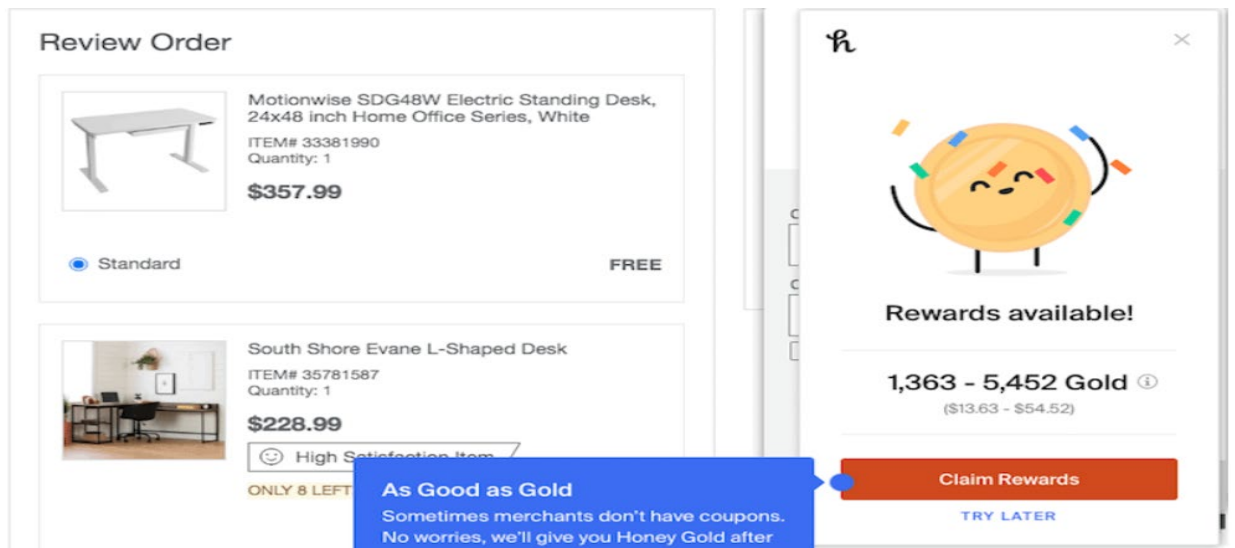 Review Order
Motionwise SDG48W Electric Standing Desk,
24x48 inch Home Office Series, White
ITEM# 33381990
Quantity: 1
$357.99
Standard
FREE
South Shore Evane L-Shaped Desk
ITEM# 35781587
Quantity: 1
$228.99
High Satisfaction Item
ONLY 8 LEFT
As Good as Gold
Sometimes merchants don't have coupons.
No worries, we'll give you Honey Gold after
h
Rewards available!
1,363 - 5,452 Gold
($13.63 - $54.52)
Claim Rewards
TRY LATER